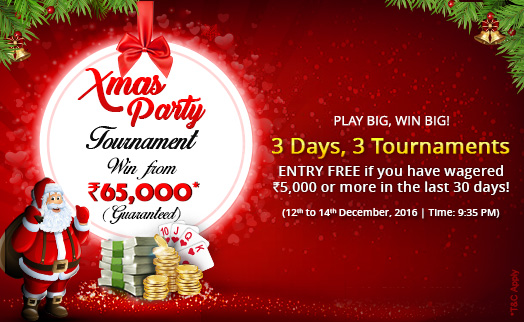 Xmas
Party
Tournament
Win from
₹65,000*
(Guaranteed)
PLAY BIG, WIN BIG!
3 Days, 3 Tournaments
ENTRY FREE if you have wagered
₹5,000 or more in the last 30 days!
(12th to 14th December, 2016 | Time: 9:35 PM)
10 J Q K A
*T&C Apply